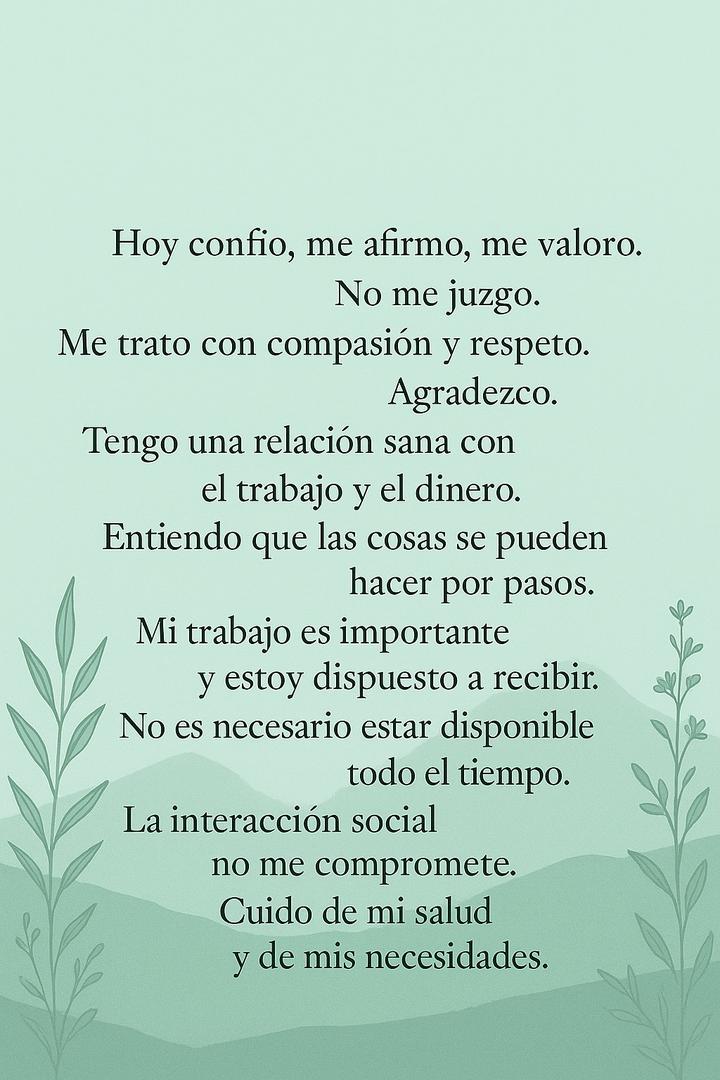 Hoy confio, me afirmo, me valoro.
No me juzgo.
Me trato con compasión y respeto.
Agradezco.
Tengo una relación sana con
el trabajo y el dinero.
Entiendo que las cosas se pueden
hacer por pasos.
Mi trabajo es importante
y estoy dispuesto a recibir.
No es necesario estar disponible
todo el tiempo.
La interacción social
no me compromete.
Cuido de mi salud
y de mis necesidades.